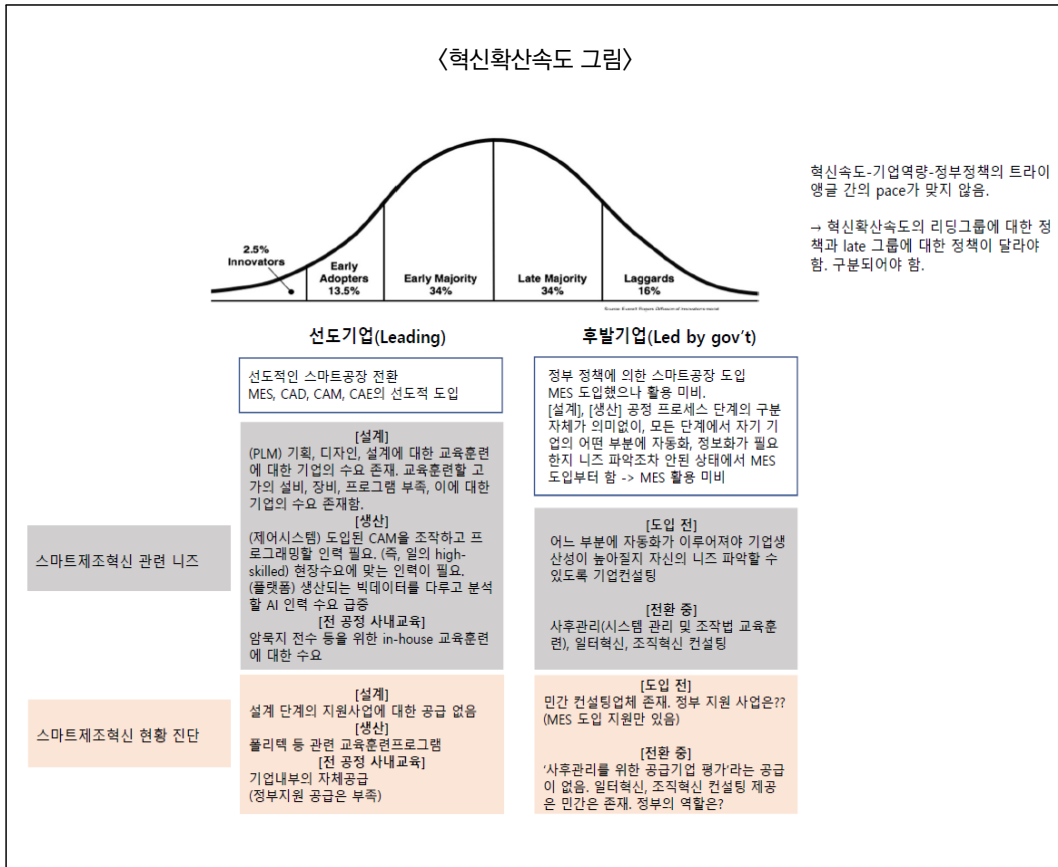 〈혁신확산속도 그림〉
혁신속도-기업역량-정부정책의 트라이
앵글 간의 pace가 맞지 않음.
→ 혁신확산속도의 리딩그룹에 대한 정
책과 late 그룹에 대한 정책이 달라야
함. 구분되어야 함.
2.5%
Innovators
Early
Adopters
13.5%
Early Majority
34%
Late Majority
34%
Laggards
16%
Source: Everett Rogers Diffusion of innovations model
선도기업(Leading)
선도적인 스마트공장 전환
MES, CAD, CAM, CAE의 선도적 도입
후발기업(Led by gov't)
정부 정책에 의한 스마트공장 도입
MES 도입했으나 활용 미비.
[설계], [생산] 공정 프로세스 단계의 구분
자체가 의미없이, 모든 단계에서 자기 기
업의 어떤 부분에 자동화, 정보화가 필요
한지 니즈 파악조차 안된 상태에서 MES
도입부터 함 -> MES 활용 미비
스마트제조혁신 관련 니즈
[설계]
(PLM) 기획, 디자인, 설계에 대한 교육훈련
에 대한 기업의 수요 존재. 교육훈련할 고
가의 설비, 장비, 프로그램 부족, 이에 대한
기업의 수요 존재함.
[생산]
(제어시스템) 도입된 CAM을 조작하고 프
로그래밍할 인력 필요. (즉, 일의 high-
skilled) 현장수요에 맞는 인력이 필요.
(플랫폼) 생산되는 빅데이터를 다루고 분석
할 AI 인력 수요 급증
[전 공정 사내교육]
암묵지 전수 등을 위한 in-house 교육훈련
에 대한 수요
[도입 전]
어느 부분에 자동화가 이루어져야 기업생
산성이 높아질지 자신의 니즈 파악할 수
있도록 기업컨설팅
[전환 중]
사후관리(시스템 관리 및 조작법 교육훈
련), 일터혁신, 조직혁신 컨설팅
스마트제조혁신 현황 진단
[설계]
설계 단계의 지원사업에 대한 공급 없음
[생산]
폴리텍 등 관련 교육훈련프로그램
[전 공정 사내교육]
기업내부의 자체공급
(정부지원 공급은 부족)
[도입 전]
민간 컨설팅업체 존재. 정부 지원 사업은??
(MES 도입 지원만 있음)
[전환 중]
'사후관리를 위한 공급기업 평가'라는 공급
이 없음. 일터혁신, 조직혁신 컨설팅 제공
은 민간은 존재. 정부의 역할은?